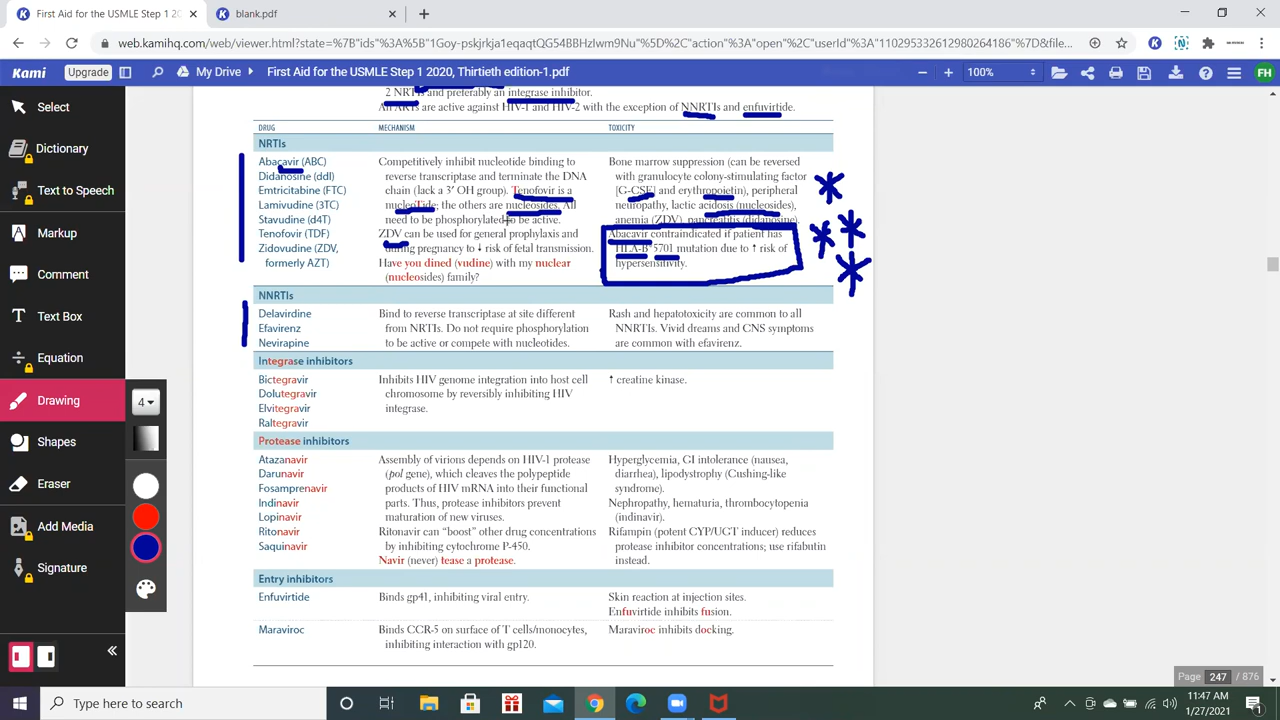 First Aid for the USMLE Step 1 2
blank.pdf
web.kamihq.com/web/viewer.html?state=%7B"ids"%3A%5B"1Goy-pskjrkja1eqaqtQG54BBHzIwm9Nu"%5D%2C"action"%3A"open"%2C"userId"%3A"110295332612980264186"%7D&file...
Kami
Upgrade
My Drive
First Aid for the USMLE Step 1 2020, Thirtieth edition-1.pdf
100%
FH
Select
Dictionary
Text to Speech
Markup
Comment
Text Box
Equation
Drawing
4
Shapes
Eraser
Add Media
Signature
2 NRTIs and preferably an integrase inhibitor.
All ARTs are active against HIV-1 and HIV-2 with the exception of NNRTIs and enfuvirtide.
DRUG MECHANISM TOXICITY
NRTIs
Abacavir (ABC)
Didanosine (ddI)
Emtricitabine (FTC)
Lamivudine (3TC)
Stavudine (d4T)
Tenofovir (TDF)
Zidovudine (ZDV,
formerly AZT)
Competitively inhibit nucleotide binding to
reverse transcriptase and terminate the DNA
chain (lack a 3′ OH group). Tenofovir is a
nucleoTide; the others are nucleosides. All
need to be phosphorylated to be active.
ZDV can be used for general prophylaxis and
during pregnancy to ↓ risk of fetal transmission.
Have you dined (vudine) with my nuclear
(nucleosides) family?
Bone marrow suppression (can be reversed
with granulocyte colony-stimulating factor
[G-CSF] and erythropoietin), peripheral
neuropathy, lactic acidosis (nucleosides),
anemia (ZDV), pancreatitis (didanosine).
Abacavir contraindicated if patient has
HLA-B*5701 mutation due to ↑ risk of
hypersensitivity.
NNRTIs
Delavirdine
Efavirenz
Nevirapine
Bind to reverse transcriptase at site different
from NRTIs. Do not require phosphorylation
to be active or compete with nucleotides.
Rash and hepatotoxicity are common to all
NNRTIs. Vivid dreams and CNS symptoms
are common with efavirenz.
Integrase inhibitors
Bictegravir
Dolutegravir
Elvitegravir
Raltegravir
Inhibits HIV genome integration into host cell
chromosome by reversibly inhibiting HIV
integrase.
↑ creatine kinase.
Protease inhibitors
Atazanavir
Darunavir
Fosamprenavir
Indinavir
Lopinavir
Ritonavir
Saquinavir
Assembly of virions depends on HIV-1 protease
(pol gene), which cleaves the polypeptide
products of HIV mRNA into their functional
parts. Thus, protease inhibitors prevent
maturation of new viruses.
Ritonavir can “boost” other drug concentrations
by inhibiting cytochrome P-450.
Navir (never) tease a protease.
Hyperglycemia, GI intolerance (nausea,
diarrhea), lipodystrophy (Cushing-like
syndrome).
Nephropathy, hematuria, thrombocytopenia
(indinavir).
Rifampin (potent CYP/UGT inducer) reduces
protease inhibitor concentrations; use rifabutin
instead.
Entry inhibitors
Enfuvirtide
Binds gp41, inhibiting viral entry.
Skin reaction at injection sites.
Enfuvirtide inhibits fusion.
Maraviroc
Binds CCR-5 on surface of T cells/monocytes,
inhibiting interaction with gp120.
Maraviroc inhibits docking.
Page 247 / 876
Type here to search
11:47 AM
1/27/2021